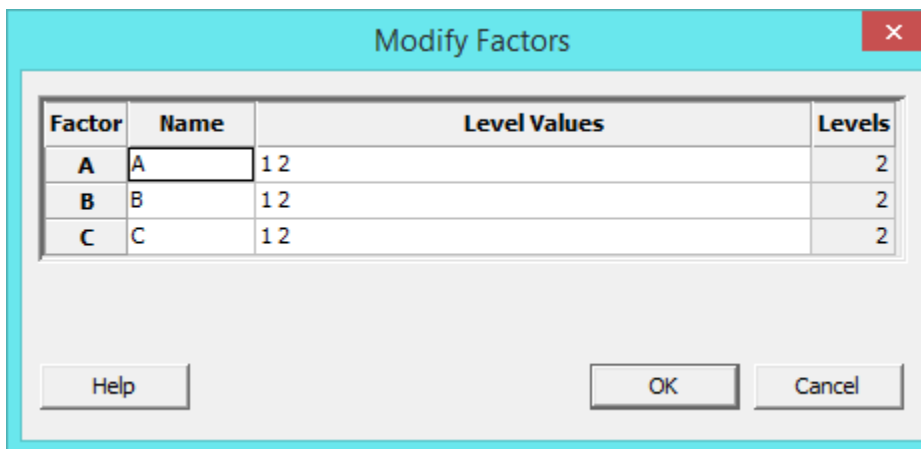 Modify Factors
Factor Name Level Values Levels
A A 1 2 2
B B 1 2 2
C C 1 2 2
Help OK Cancel